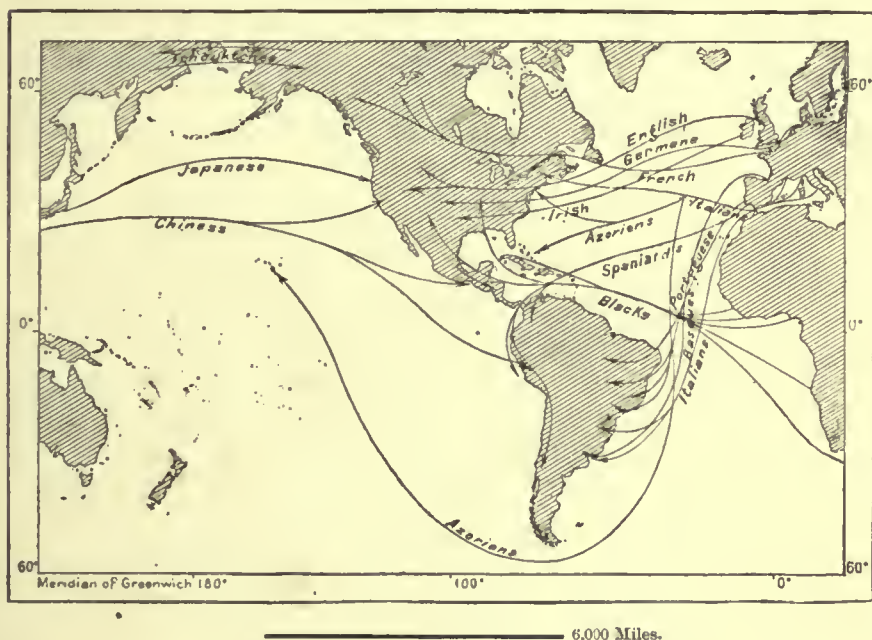 Tchouktchee
60°
60°
English
Germans
Japanese
French
Irish
Italians
Chinese
Azoriens
Spaniards
Portuguese
Blacks
0°
0°
Basques
Italians
Azoriens
60°
60°
Meridian of Greenwich 180°
100°
0°
6,000 Miles.